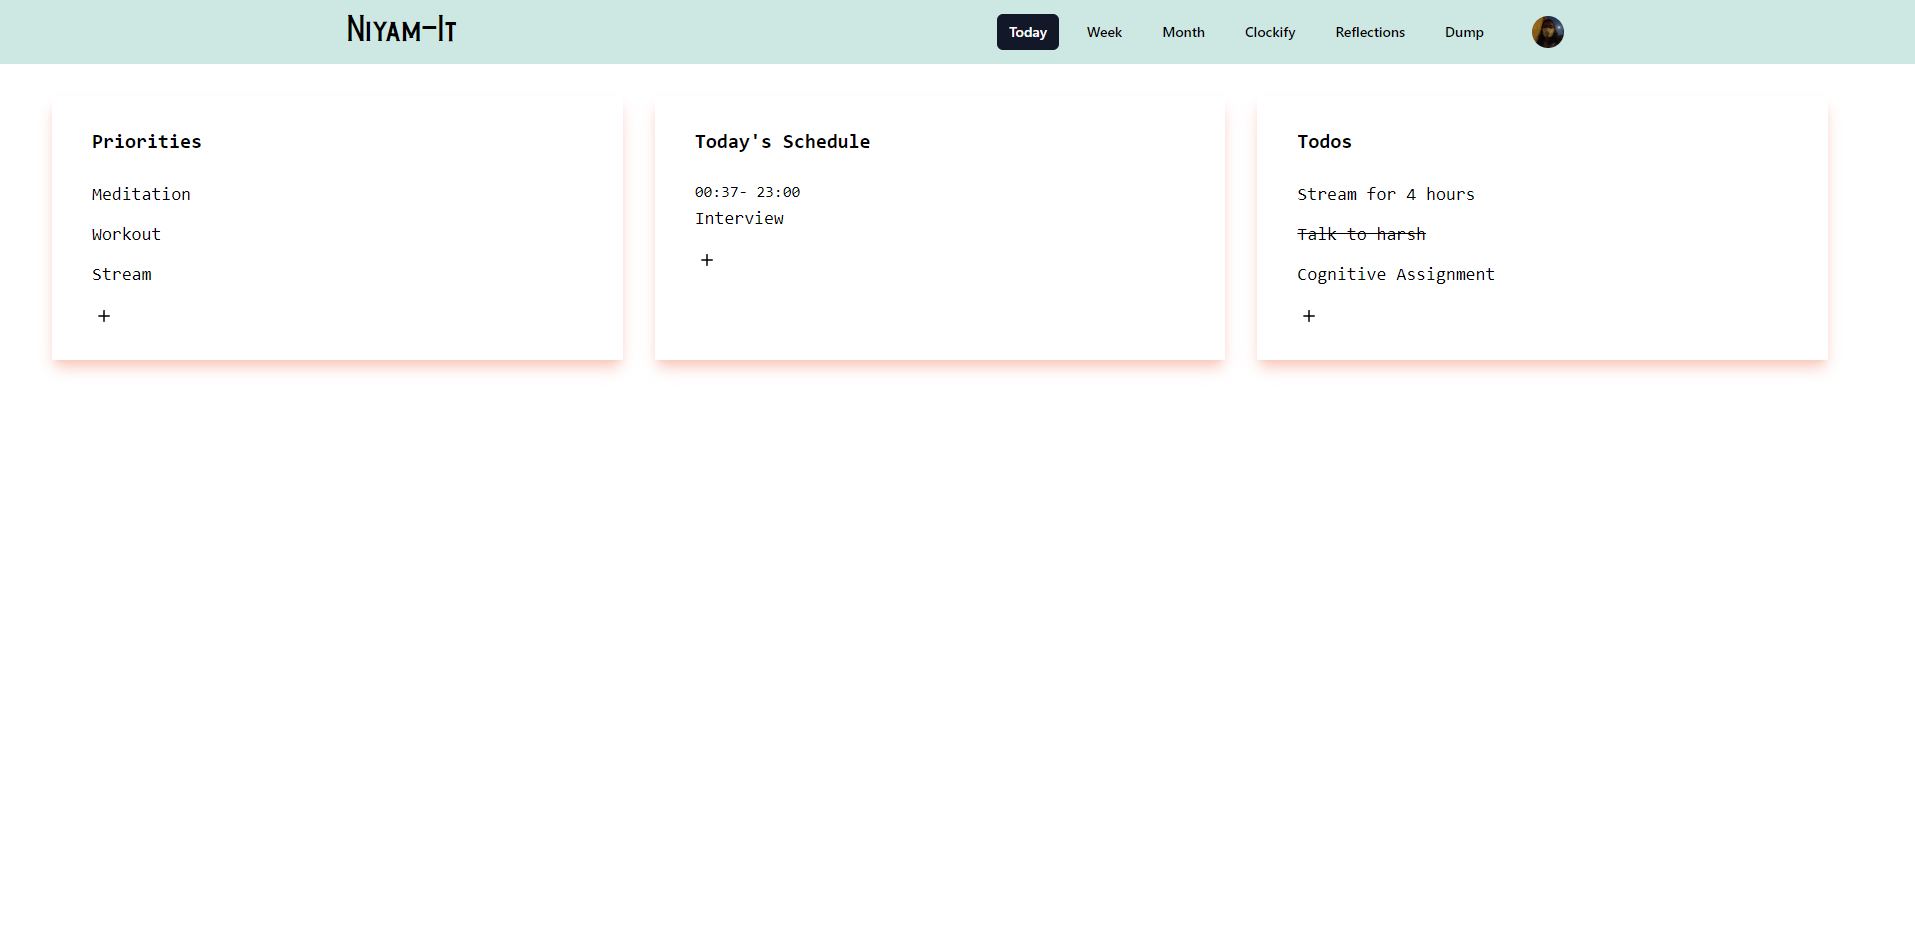 Niyam-It
Today
Week
Month
Clockify
Reflections
Dump
Priorities
Meditation
Workout
Stream
+
Today's Schedule
00:37- 23:00
Interview
+
Todos
Stream for 4 hours
Talk to harsh
Cognitive Assignment
+